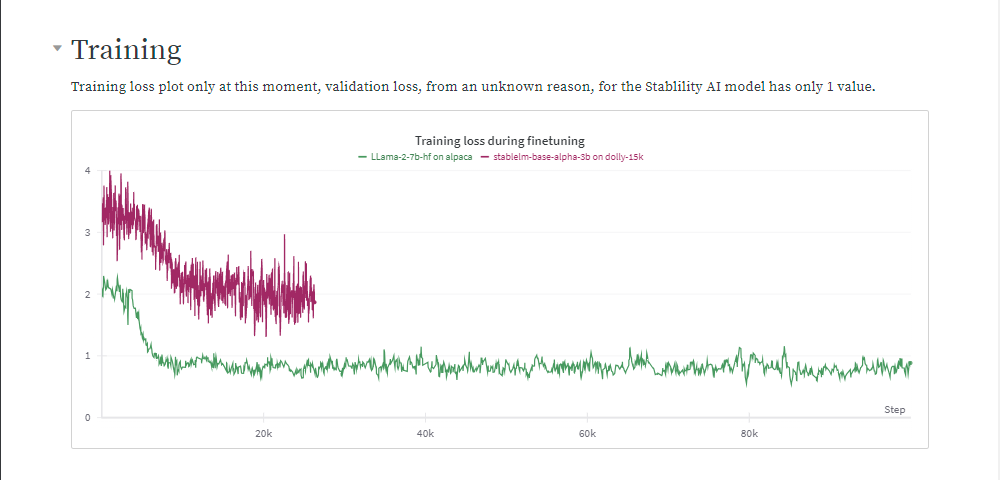 Training
Training loss plot only at this moment, validation loss, from an unknown reason, for the Stablility AI model has only 1 value.
Training loss during finetuning
LLama-2-7b-hf on alpaca stablelm-base-alpha-3b on dolly-15k
4
3
2
1
0
Step
20k 40k 60k 80k